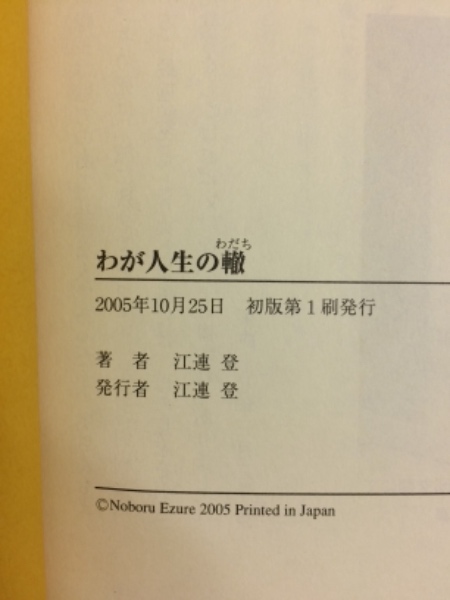 わだち
わが人生の轍
2005年10月25日　初版第1刷発行
著　者　江連 登
発行者　江連 登
©Noboru Ezure 2005 Printed in Japan